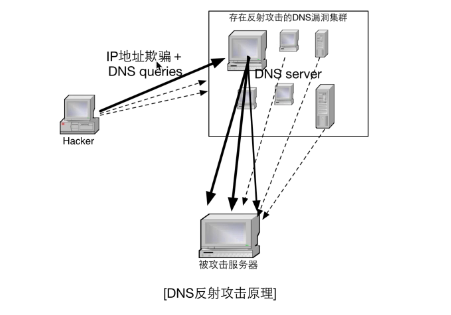 存在反射攻击的DNS漏洞集群
IP地址欺骗 +
DNS queries
DNS server
Hacker
被攻击服务器
[DNS反射攻击原理]